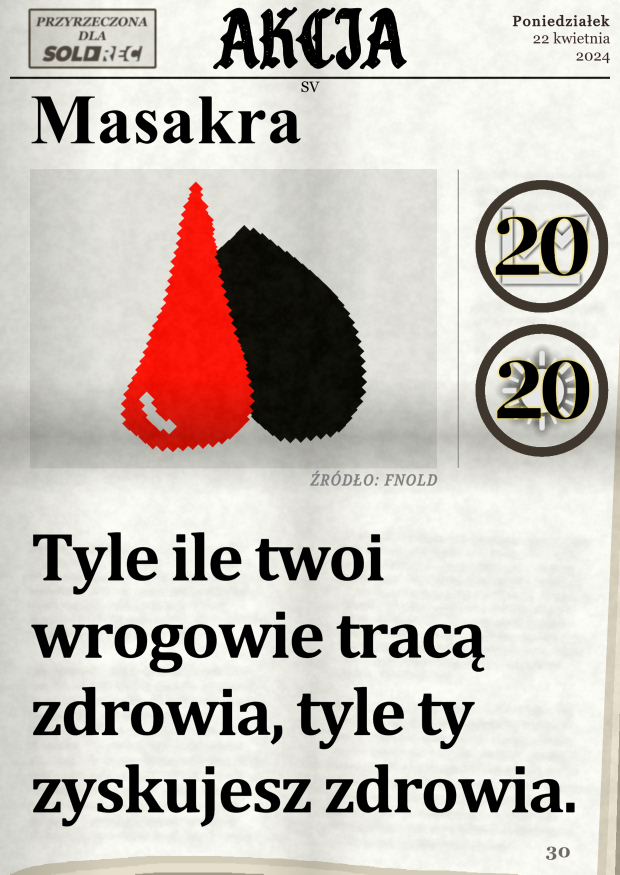 PRZYRZECZONA
DLA
SOLDREC
AKCJA
Poniedziałek
22 kwietnia
2024
SV
Masakra
20
20
ŹRÓDŁO: FNOLD
Tyle ile twoi
wrogowie tracą
zdrowia, tyle ty
zyskujesz zdrowia.
30